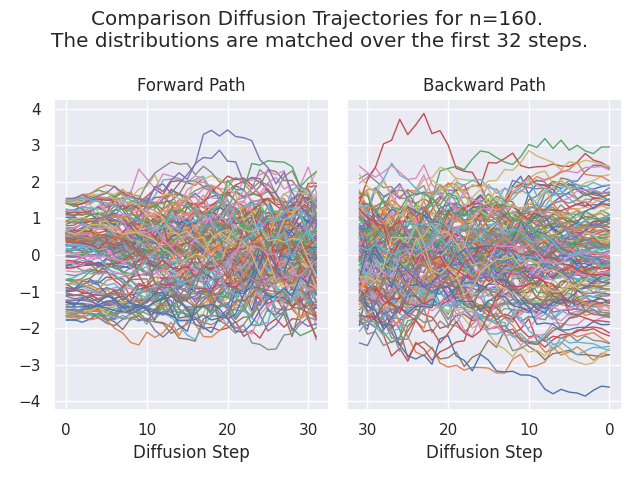 Comparison Diffusion Trajectories for n=160.
The distributions are matched over the first 32 steps.
Forward Path
Backward Path
4
3
2
1
0
−1
−2
−3
−4
0 10 20 30
30 20 10 0
Diffusion Step
Diffusion Step